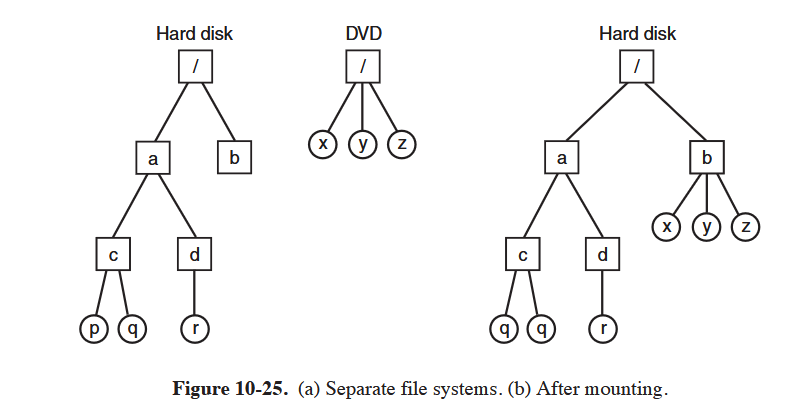 Hard disk DVD Hard disk
/ / /
a b x y z a b
c d c d x y z
p q r q q r
Figure 10-25. (a) Separate file systems. (b) After mounting.